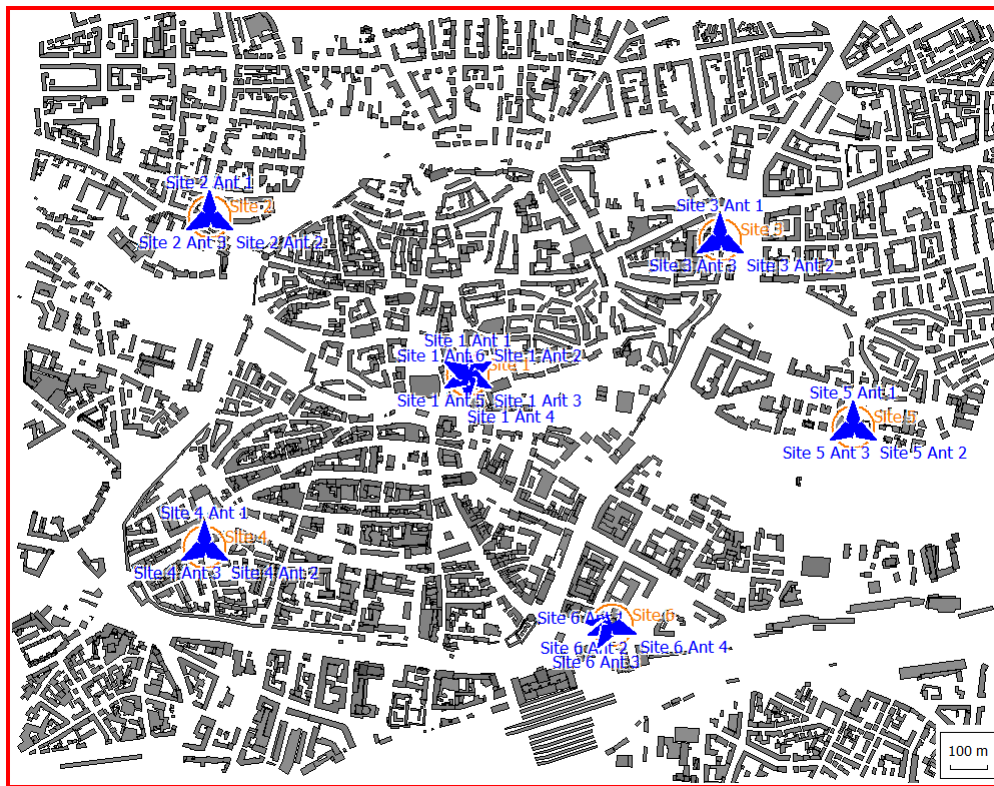 Site 2 Ant 1
Site 2
Site 2 Ant 3 Site 2 Ant 2
Site 3 Ant 1
Site 3
Site 3 Ant 3 Site 3 Ant 2
Site 1 Ant 1
Site 1 Ant 6 Site 1 Ant 2
Site 1
Site 1 Ant 5 Site 1 Ant 3
Site 1 Ant 4
Site 5 Ant 1
Site 5
Site 5 Ant 3 Site 5 Ant 2
Site 4 Ant 1
Site 4
Site 4 Ant 3 Site 4 Ant 2
Site 6 Ant
Site 6
Site 6 Ant 2 Site 6 Ant 4
Site 6 Ant 3
100 m